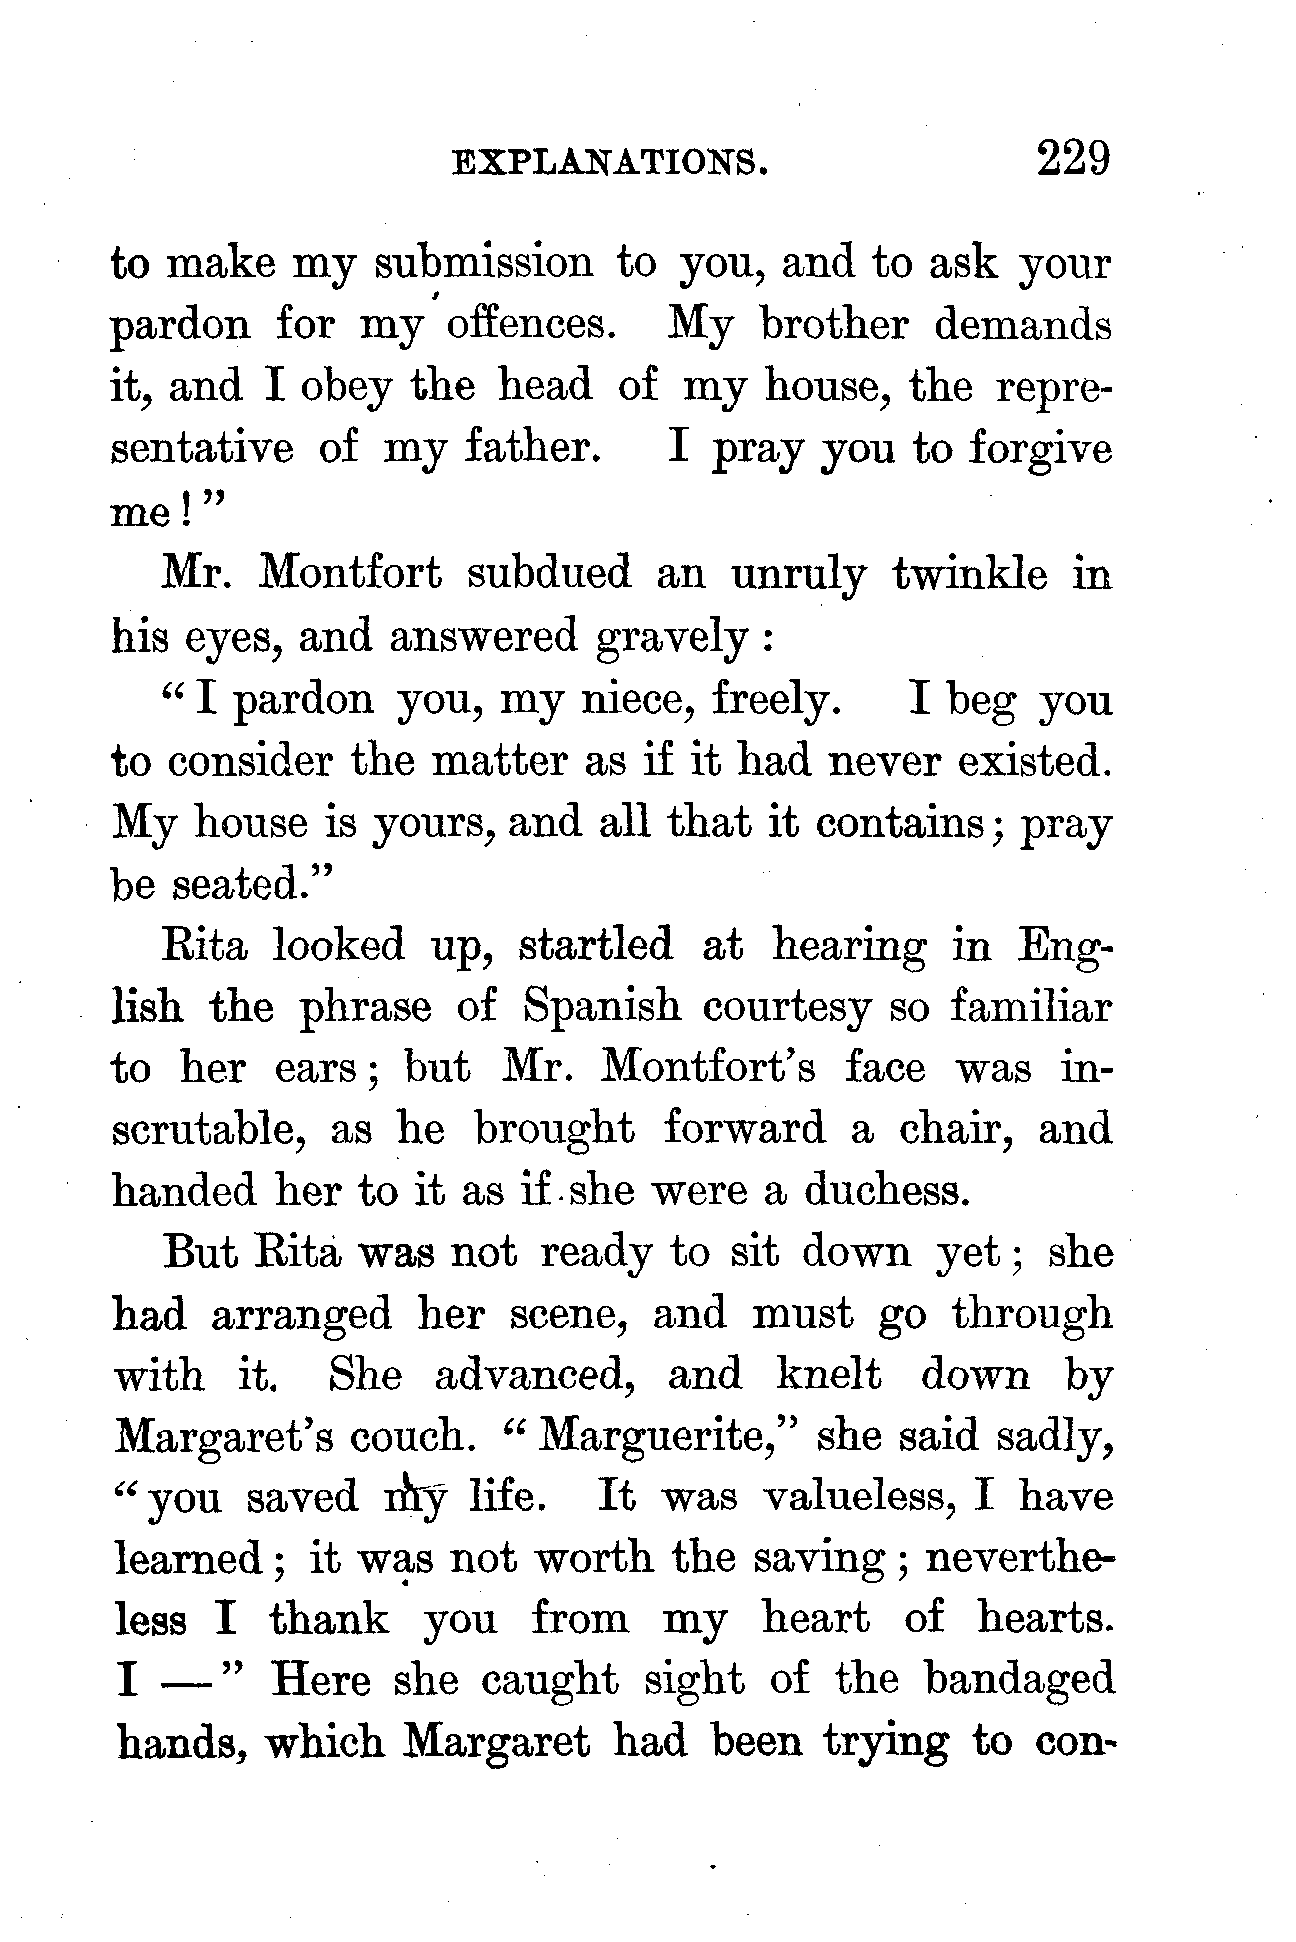 EXPLANATIONS. 229
to make my submission to you, and to ask your
pardon for my offences. My brother demands
it, and I obey the head of my house, the repre-
sentative of my father. I pray you to forgive
me!"
Mr. Montfort subdued an unruly twinkle in
his eyes, and answered gravely:
"I pardon you, my niece, freely. I beg you
to consider the matter as if it had never existed.
My house is yours, and all that it contains; pray
be seated."
Rita looked up, startled at hearing in Eng-
lish the phrase of Spanish courtesy so familiar
to her ears; but Mr. Montfort's face was in-
scrutable, as he brought forward a chair, and
handed her to it as if she were a duchess.
But Rita was not ready to sit down yet; she
had arranged her scene, and must go through
with it. She advanced, and knelt down by
Margaret's couch. "Marguerite," she said sadly,
"you saved my life. It was valueless, I have
learned; it was not worth the saving; neverthe-
less I thank you from my heart of hearts.
I —" Here she caught sight of the bandaged
hands, which Margaret had been trying to con-